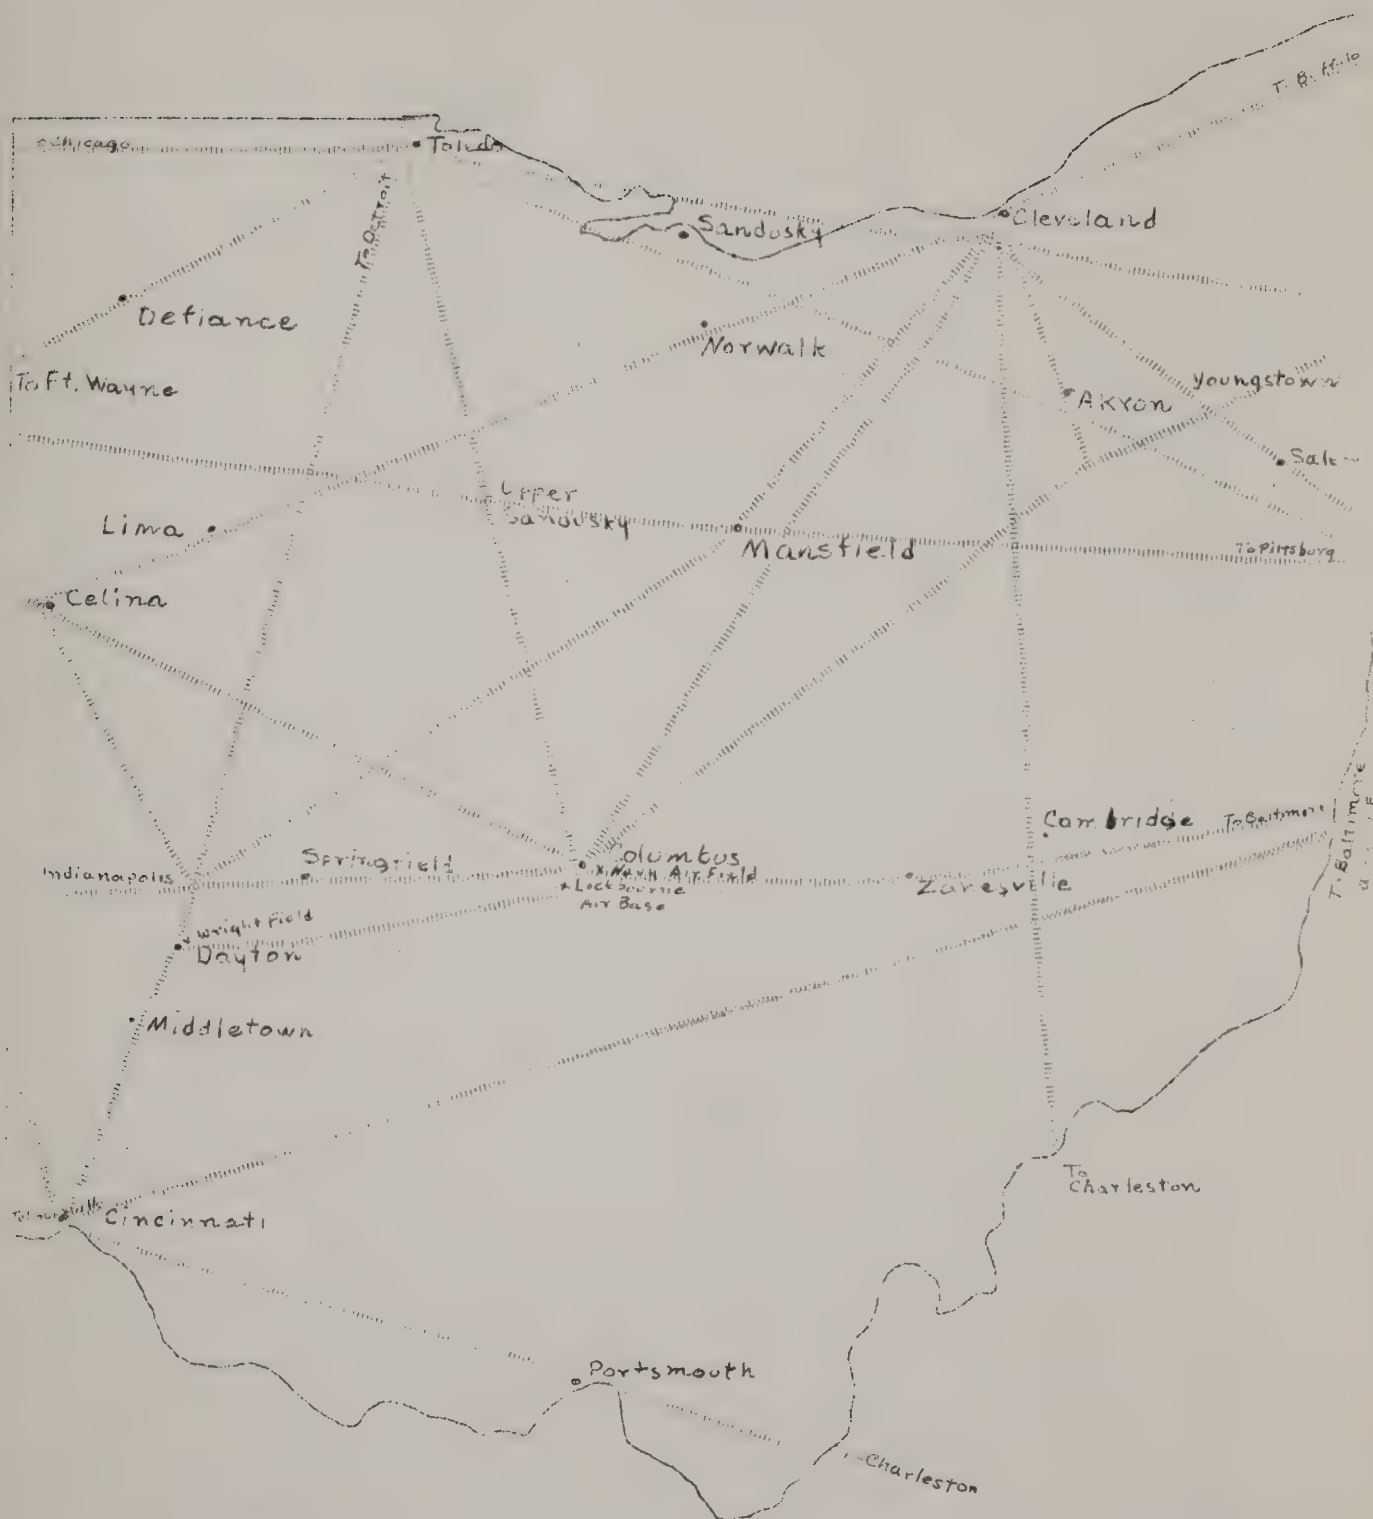 Chicago
Toledo
Cleveland
Sandusky
To Detroit
Defiance
Norwalk
To Ft. Wayne
Youngstown
Akron
Upper
Sandusky
Lima
Mansfield
To Pittsburg
Celina
Cambridge
To Baltimore
Springfield
Columbus
Indianapolis
Navy Air Field
Lockbourne
Air Base
Zanesville
To Baltimore
Wright Field
Dayton
Middletown
To
Charleston
Cincinnati
Portsmouth
Charleston